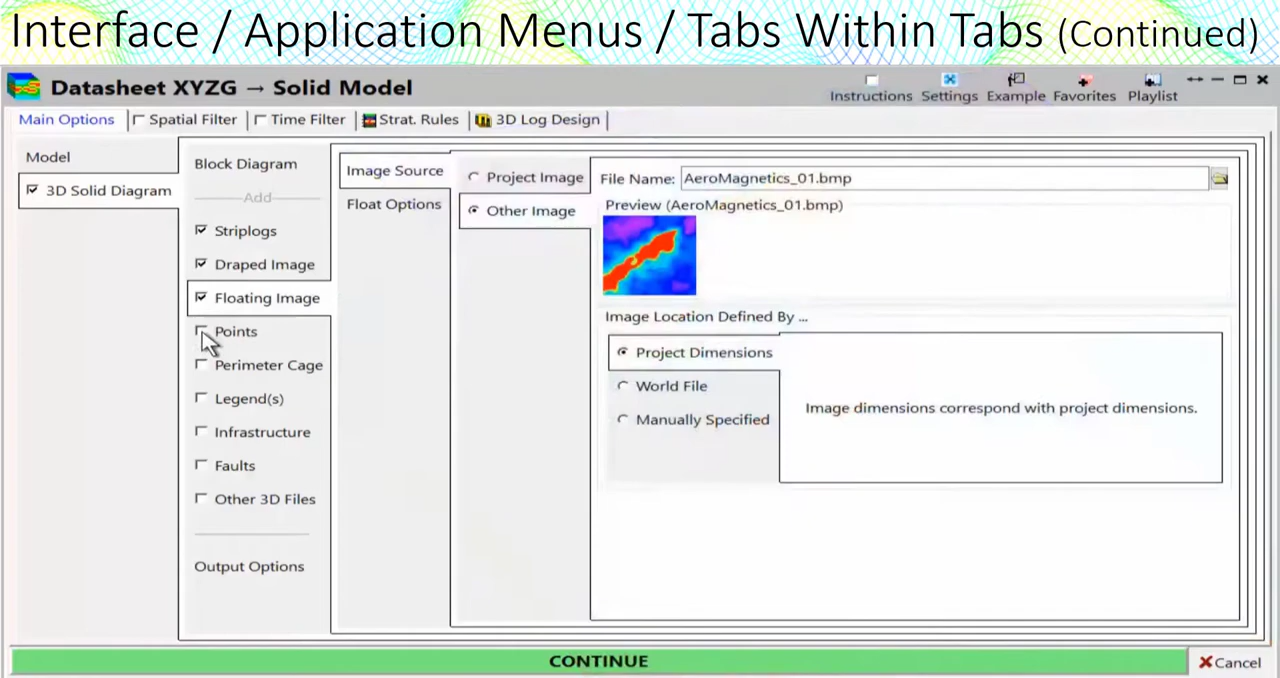 Interface / Application Menus / Tabs Within Tabs (Continued)
Datasheet XYZG → Solid Model
Instructions Settings Example Favorites Playlist
Main Options Spatial Filter Time Filter Strat. Rules 3D Log Design
Model
3D Solid Diagram
Block Diagram
Add
Striplogs
Draped Image
Floating Image
Points
Perimeter Cage
Legend(s)
Infrastructure
Faults
Other 3D Files
Output Options
Image Source
Float Options
Project Image
Other Image
File Name: AeroMagnetics_01.bmp
Preview (AeroMagnetics_01.bmp)
Image Location Defined By ...
Project Dimensions
World File
Manually Specified
Image dimensions correspond with project dimensions.
CONTINUE
Cancel